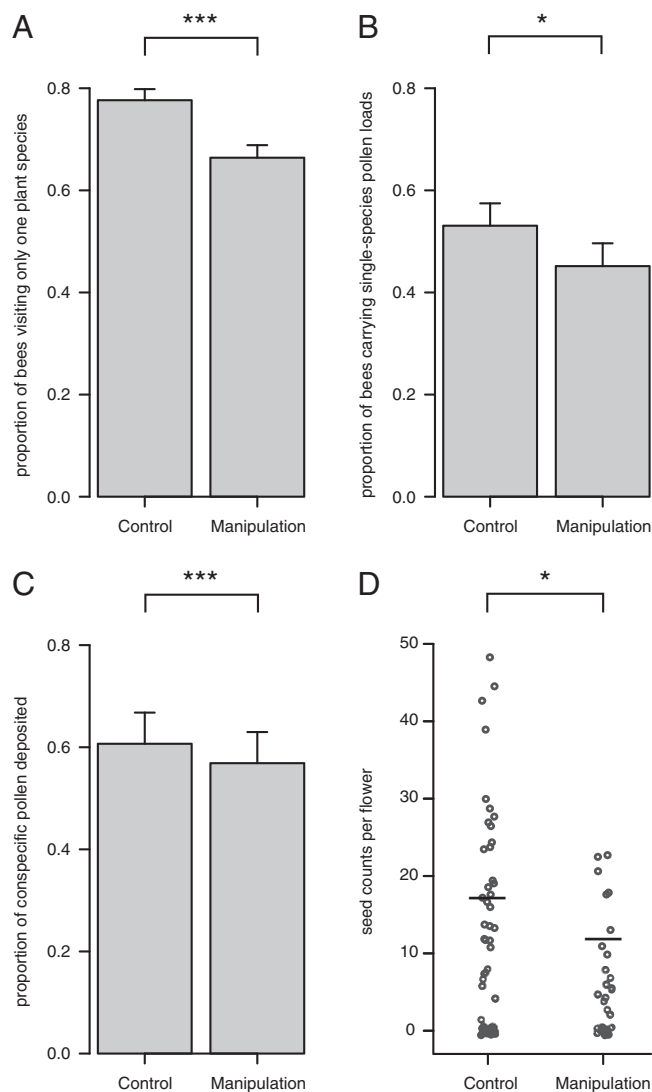 A
***
proportion of bees visiting only one plant species
0.8
0.6
0.4
0.2
0.0
Control
Manipulation
B
*
proportion of bees carrying single-species pollen loads
0.8
0.6
0.4
0.2
0.0
Control
Manipulation
C
***
proportion of conspecific pollen deposited
0.8
0.6
0.4
0.2
0.0
Control
Manipulation
D
*
seed counts per flower
50
40
30
20
10
0
Control
Manipulation